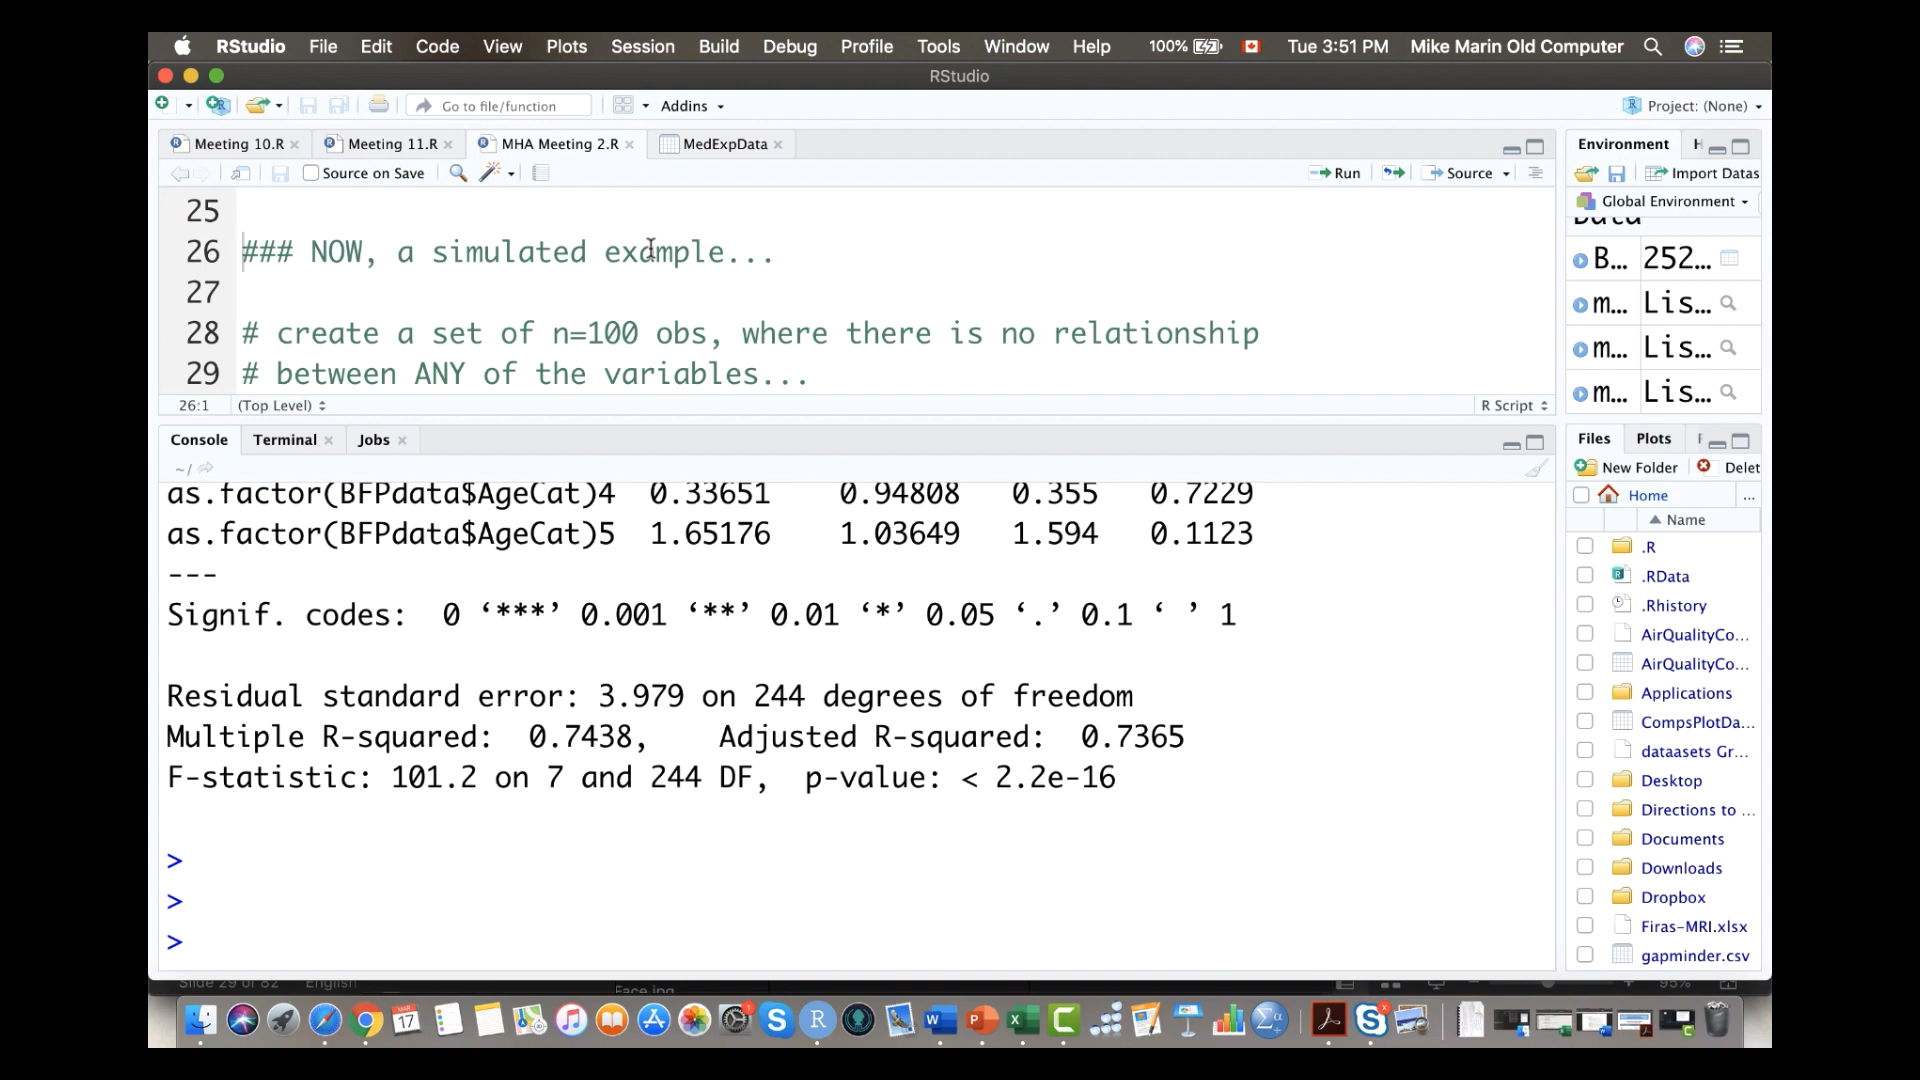 RStudio File Edit Code View Plots Session Build Debug Profile Tools Window Help 100% Tue 3:51 PM Mike Marin Old Computer
RStudio
Go to file/function Addins Project: (None)
Meeting 10.R Meeting 11.R MHA Meeting 2.R MedExpData
Source on Save Run Source
25
26 ### NOW, a simulated example...
27
28 # create a set of n=100 obs, where there is no relationship
29 # between ANY of the variables...
26:1 (Top Level) R Script
Console Terminal Jobs
~/
as.factor(BFPdata$AgeCat)4 0.33651 0.94808 0.355 0.7229
as.factor(BFPdata$AgeCat)5 1.65176 1.03649 1.594 0.1123
---
Signif. codes: 0 ‘***’ 0.001 ‘**’ 0.01 ‘*’ 0.05 ‘.’ 0.1 ‘ ’ 1
Residual standard error: 3.979 on 244 degrees of freedom
Multiple R-squared: 0.7438, Adjusted R-squared: 0.7365
F-statistic: 101.2 on 7 and 244 DF, p-value: < 2.2e-16
>
>
>
Environment
Import Datas
Global Environment
Data
B... 252...
m... Lis...
m... Lis...
m... Lis...
Files Plots
New Folder Delet
Home ...
Name
.R
.RData
.Rhistory
AirQualityCo...
AirQualityCo...
Applications
CompsPlotDa...
dataasets Gr...
Desktop
Directions to ...
Documents
Downloads
Dropbox
Firas-MRI.xlsx
gapminder.csv
Slide 29 of 82 English 95%
MAR
17